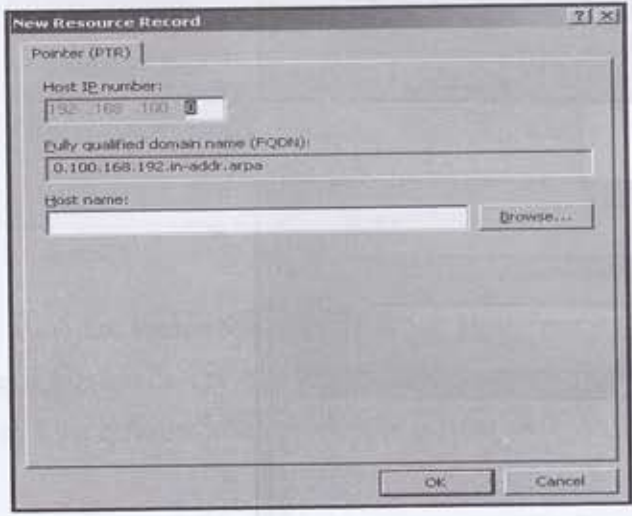 New Resource Record
Pointer (PTR)
Host IP number:
192 .168 .100 .0
Fully qualified domain name (FQDN):
0.100.168.192.in-addr.arpa
Host name:
Browse...
OK
Cancel